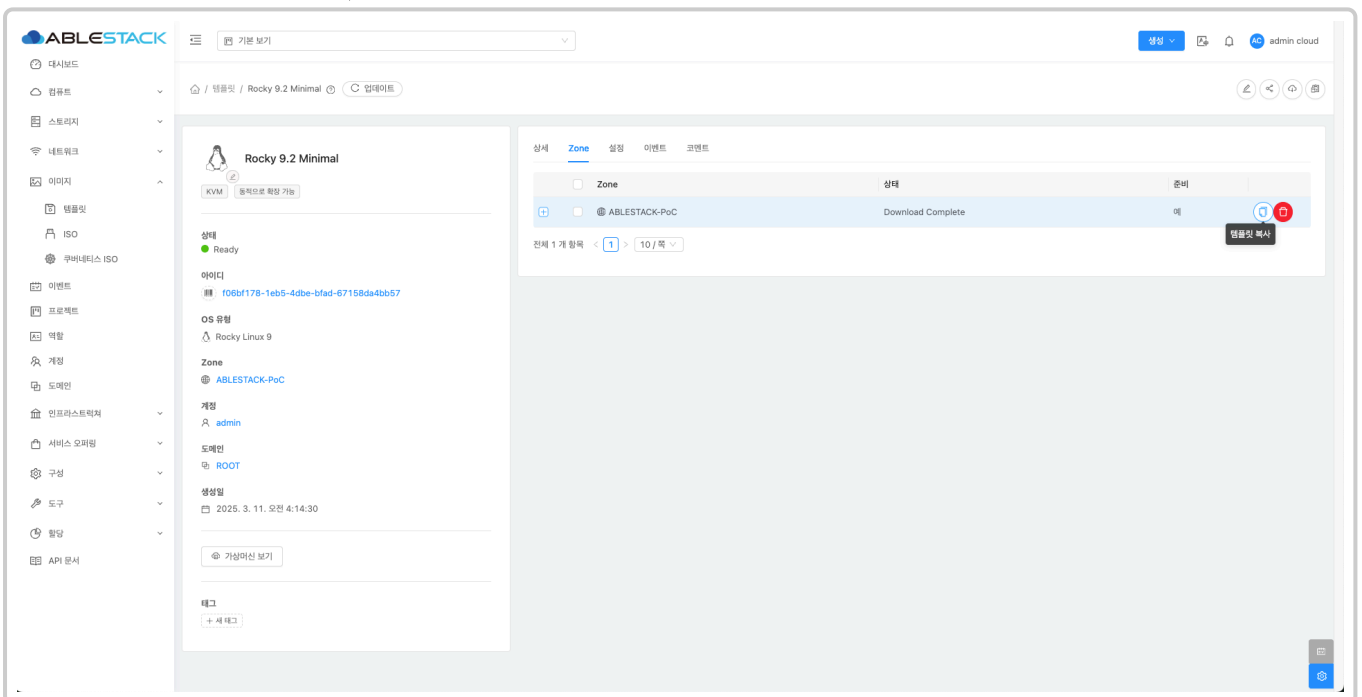 ABLESTACK
기본 보기
생성
AC
admin cloud
대시보드
컴퓨트
스토리지
네트워크
이미지
템플릿
ISO
쿠버네티스 ISO
이벤트
프로젝트
역할
계정
도메인
인프라스트럭쳐
서비스 오퍼링
구성
도구
할당
API 문서
/ 템플릿 / Rocky 9.2 Minimal
업데이트
Rocky 9.2 Minimal
KVM
동적으로 확장 가능
상태
Ready
아이디
f06bf178-1eb5-4dbe-bfad-67158da4bb57
OS 유형
Rocky Linux 9
Zone
ABLESTACK-PoC
계정
admin
도메인
ROOT
생성일
2025. 3. 11. 오전 4:14:30
가상머신 보기
태그
+ 새 태그
상세 Zone 설정 이벤트 코멘트
Zone 상태 준비
ABLESTACK-PoC Download Complete 예
템플릿 복사
전체 1 개 항목 < 1 > 10 / 쪽